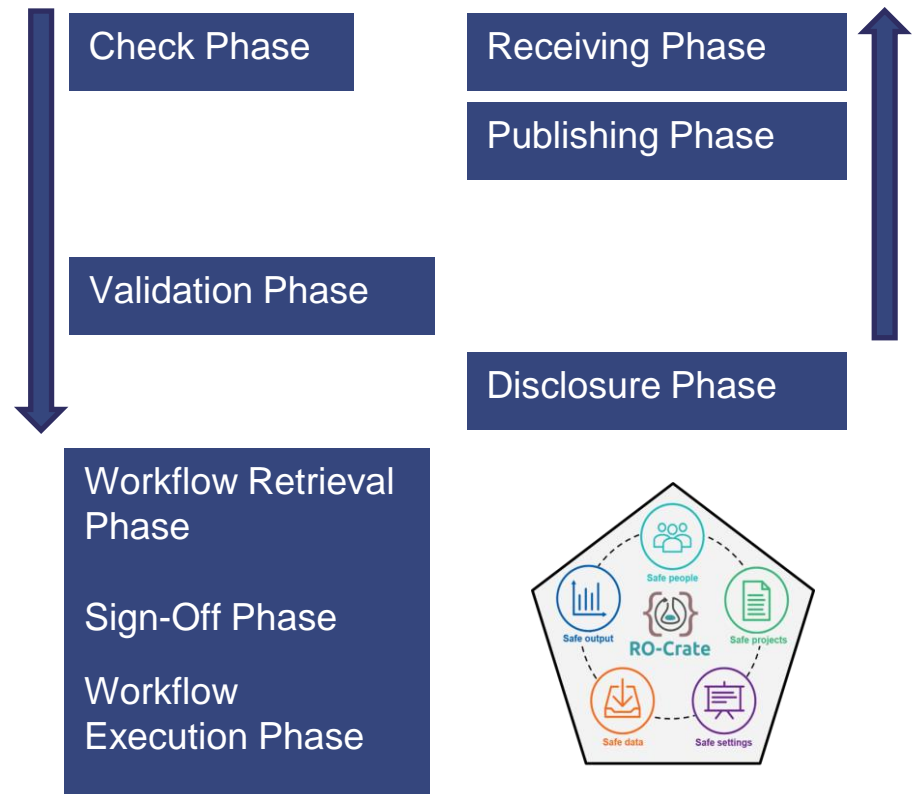 Check Phase
Receiving Phase
Publishing Phase
Validation Phase
Disclosure Phase
Workflow Retrieval
Phase
Sign-Off Phase
Workflow
Execution Phase
Safe people
Safe output
RO-Crate
Safe projects
Safe data
Safe settings